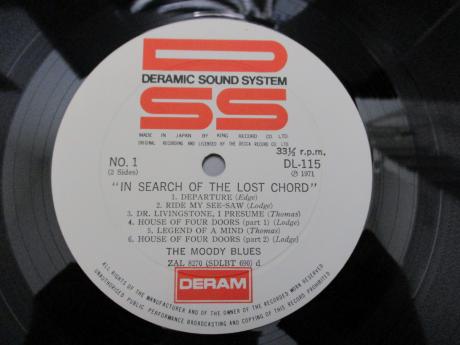 DSS
DERAMIC SOUND SYSTEM
MADE IN JAPAN BY KING RECORD CO. LTD.
ORIGINAL RECORDING AND LICENSED BY THE DECCA RECORD CO. LTD.
NO. 1
(2 Sides)
33⅓ r.p.m.
DL-115
Ⓟ 1971
"IN SEARCH OF THE LOST CHORD"
1. DEPARTURE (Edge)
2. RIDE MY SEE-SAW (Lodge)
3. DR. LIVINGSTONE, I PRESUME (Thomas)
4. HOUSE OF FOUR DOORS (part 1) (Lodge)
5. LEGEND OF A MIND (Thomas)
6. HOUSE OF FOUR DOORS (part 2) (Lodge)
THE MOODY BLUES
ZAL 8270 (SDLBT 690) d
DERAM
ALL RIGHTS OF THE MANUFACTURER AND OF THE OWNER OF THE RECORDED WORK RESERVED
UNAUTHORISED PUBLIC PERFORMANCE BROADCASTING AND COPYING OF THIS RECORD PROHIBITED